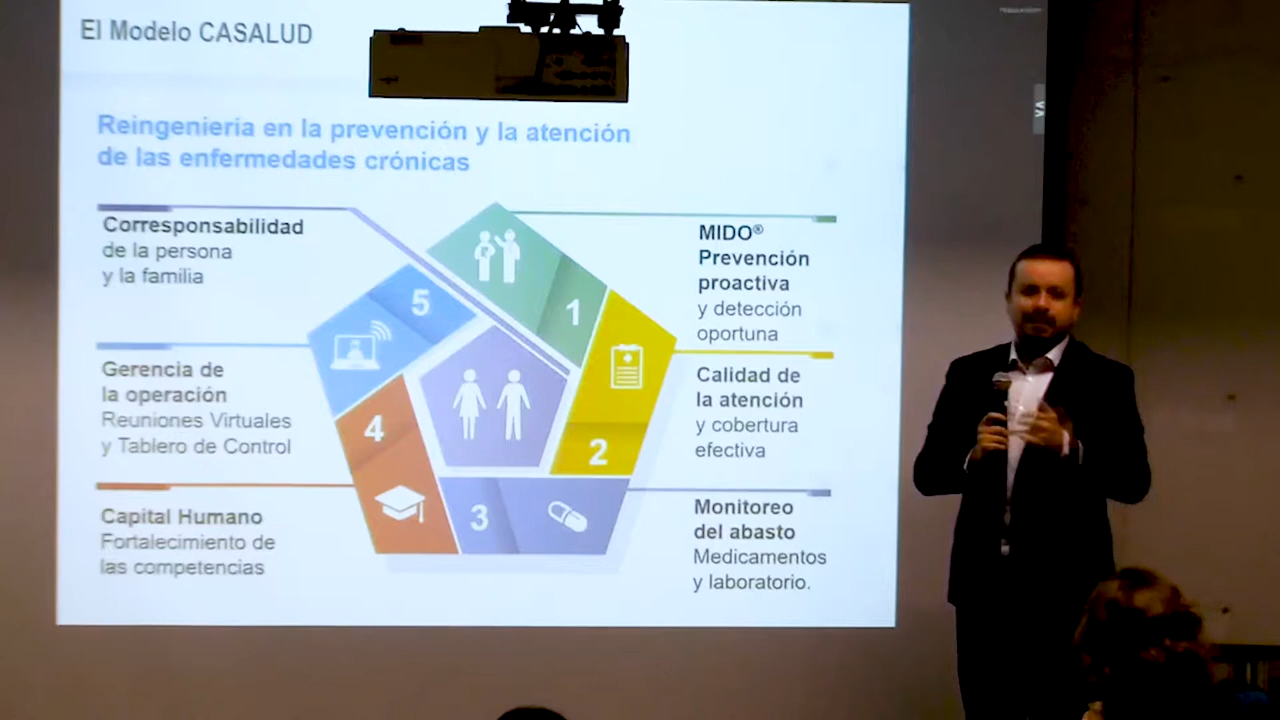 El Modelo CASALUD
Reingenieria en la prevención y la atención
de las enfermedades crónicas
Corresponsabilidad
de la persona
y la familia
Gerencia de
la operación
Reuniones Virtuales
y Tablero de Control
Capital Humano
Fortalecimiento de
las competencias
5
4
3
2
1
MIDO®
Prevención
proactiva
y detección
oportuna
Calidad de
la atención
y cobertura
efectiva
Monitoreo
del abasto
Medicamentos
y laboratorio.